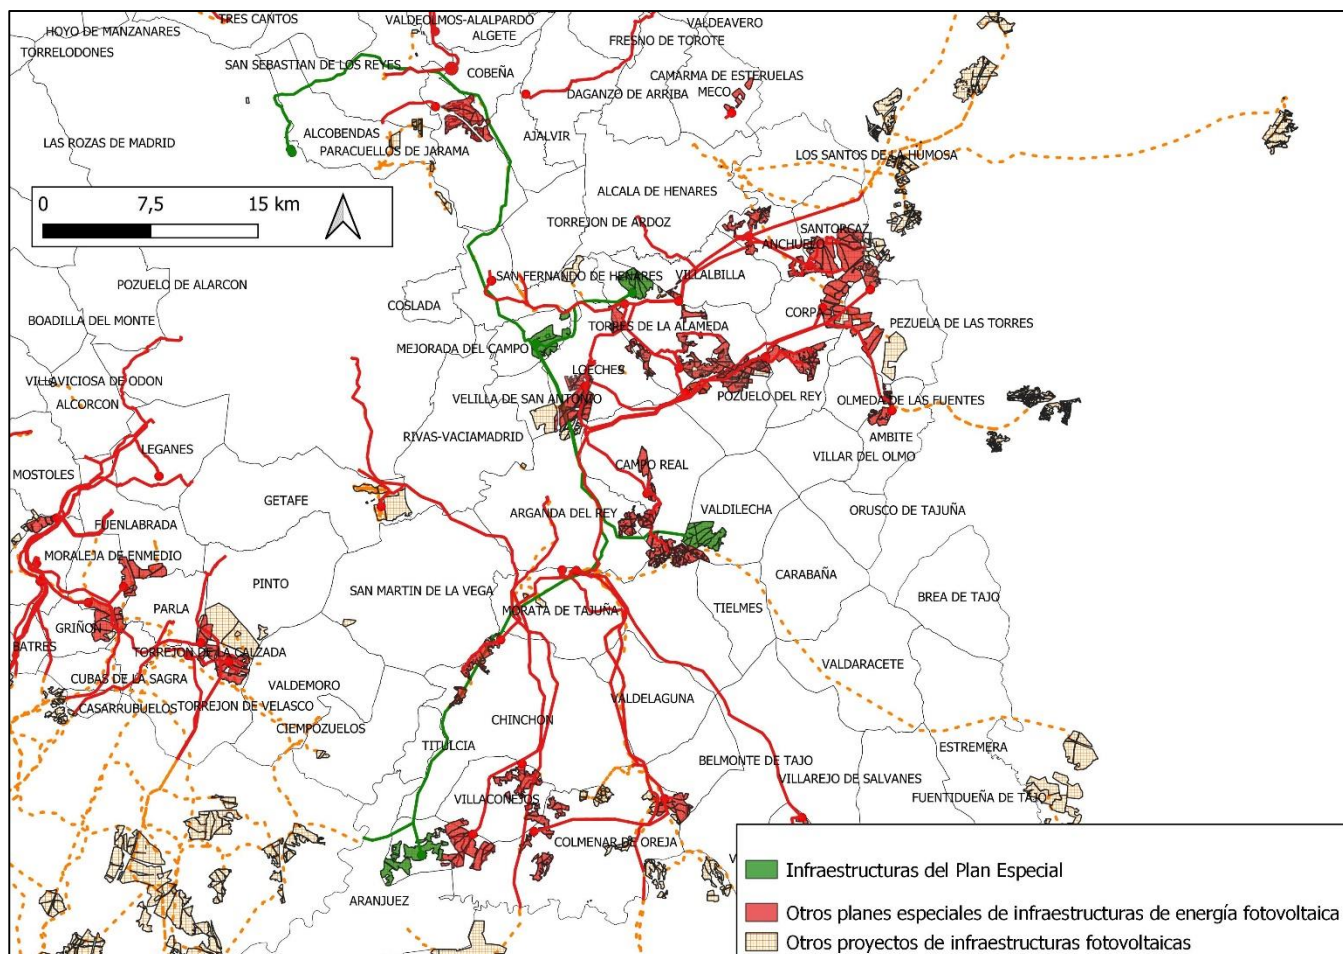 TRES CANTOS
VALDEOLMOS-ALALPARDO
VALDEAVERO
HOYO DE MANZANARES
ALGETE
FRESNO DE TOROTE
TORRELODONES
SAN SEBASTIAN DE LOS REYES
COBEÑA
CAMARMA DE ESTERUELAS
DAGANZO DE ARRIBA
MECO
ALCOBENDAS
AJALVIR
LAS ROZAS DE MADRID
PARACUELLOS DE JARAMA
LOS SANTOS DE LA HUMOSA
ALCALA DE HENARES
0 7,5 15 km
TORREJON DE ARDOZ
SANTORCAZ
ANCHUELO
SAN FERNANDO DE HENARES
VILLALBILLA
POZUELO DE ALARCON
COSLADA
CORPA
BOADILLA DEL MONTE
TORRES DE LA ALAMEDA
PEZUELA DE LAS TORRES
MEJORADA DEL CAMPO
LOECHES
VILLAVICIOSA DE ODON
VELILLA DE SAN ANTONIO
POZUELO DEL REY
OLMEDA DE LAS FUENTES
ALCORCON
RIVAS-VACIAMADRID
AMBITE
LEGANES
VILLAR DEL OLMO
MOSTOLES
CAMPO REAL
GETAFE
ARGANDA DEL REY
VALDILECHA
ORUSCO DE TAJUÑA
FUENLABRADA
MORALEJA DE ENMEDIO
PINTO
SAN MARTIN DE LA VEGA
CARABAÑA
BREA DE TAJO
PARLA
MORATA DE TAJUÑA
TIELMES
GRIÑON
BATRES
TORREJON DE LA CALZADA
VALDARACETE
CUBAS DE LA SAGRA
VALDEMORO
VALDELAGUNA
CASARRUBUELOS
TORREJON DE VELASCO
CHINCHON
CIEMPOZUELOS
TITULCIA
ESTREMERA
BELMONTE DE TAJO
VILLAREJO DE SALVANES
VILLACONEJOS
FUENTIDUEÑA DE TAJO
COLMENAR DE OREJA
V
ARANJUEZ
Infraestructuras del Plan Especial
Otros planes especiales de infraestructuras de energía fotovoltaica
Otros proyectos de infraestructuras fotovoltaicas